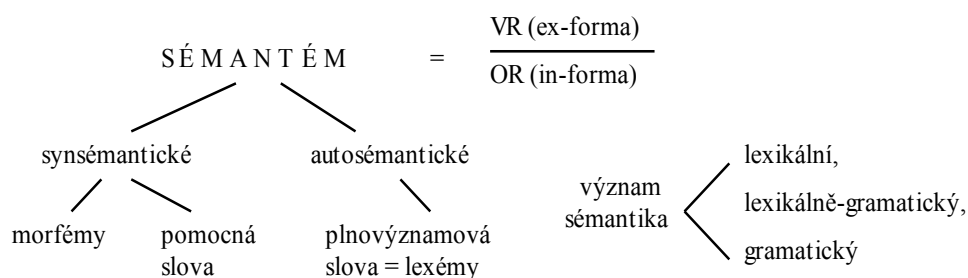 VR (ex-forma)
SÉMANTÉM =
OR (in-forma)
synsémantické autosémantické
lexikální,
význam
sémantika
lexikálně-gramatický,
morfémy pomocná plnovýznamová
gramatický
slova slova = lexémy